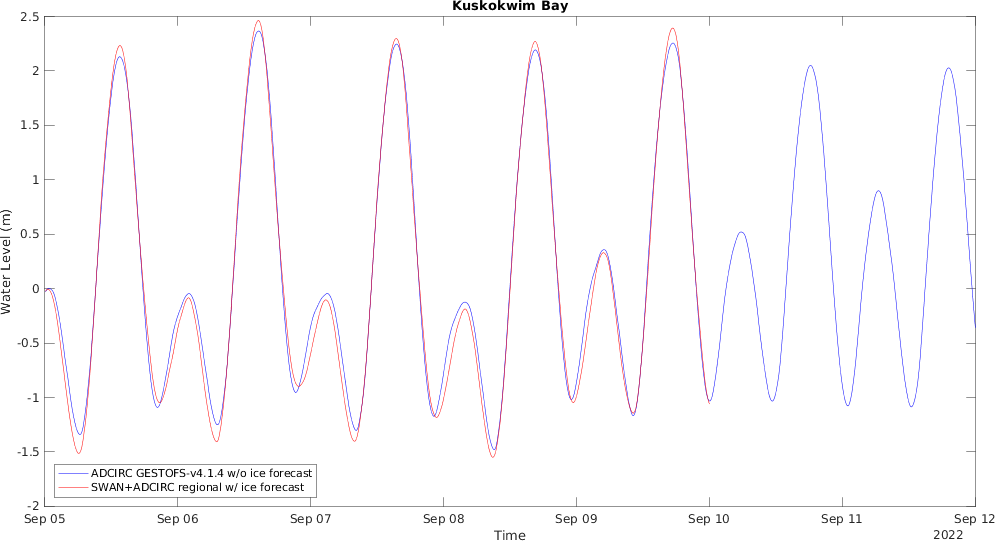 Kuskokwim Bay
2.5
2
1.5
1
0.5
0
-0.5
-1
-1.5
-2
Water Level (m)
ADCIRC GESTOFS-v4.1.4 w/o ice forecast
SWAN+ADCIRC regional w/ ice forecast
Sep 05 Sep 06 Sep 07 Sep 08 Sep 09 Sep 10 Sep 11 Sep 12
Time
2022